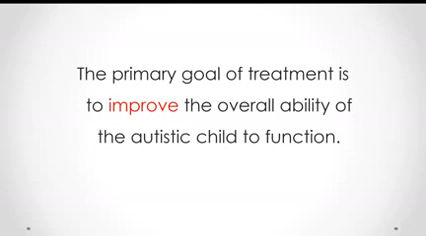 The primary goal of treatment is
to improve the overall ability of
the autistic child to function.